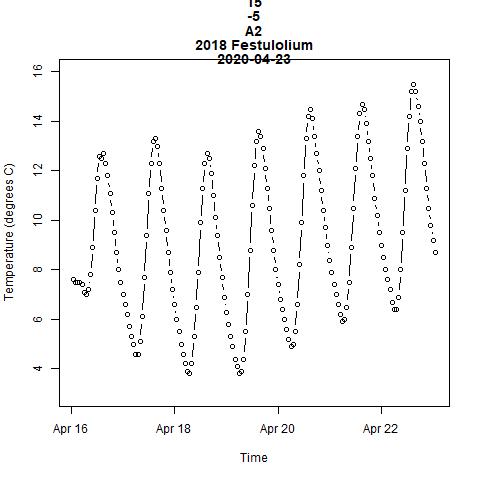 15
-5
A2
2018 Festulolium
2020-04-23
Temperature (degrees C)
16
14
12
10
8
6
4
Apr 16
Apr 18
Apr 20
Apr 22
Time